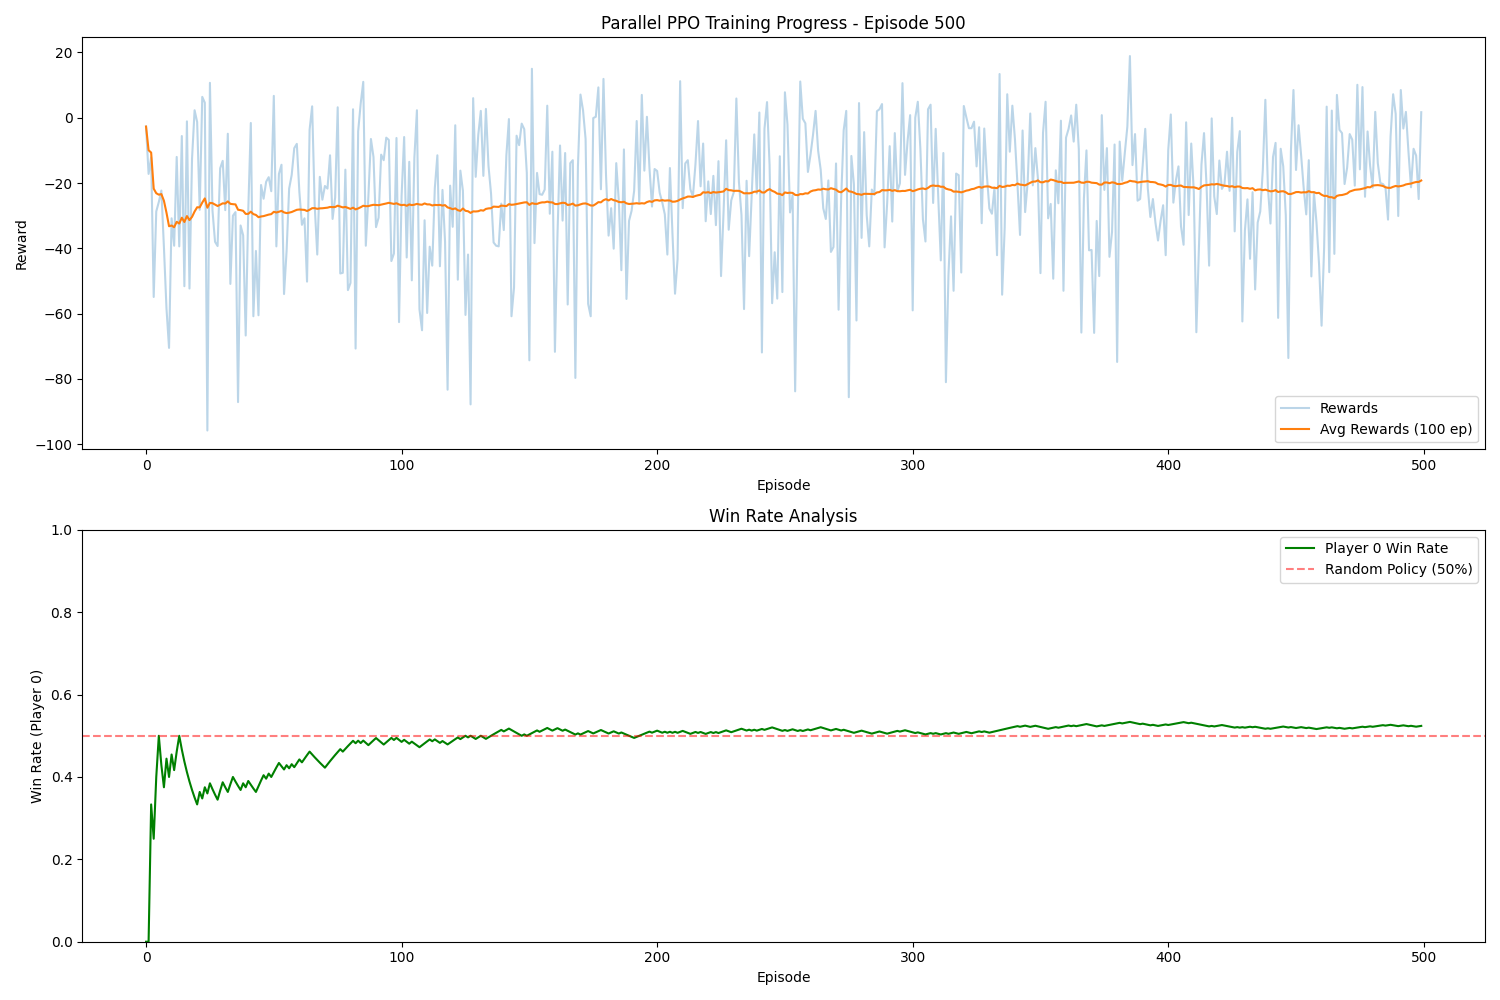 Parallel PPO Training Progress - Episode 500
Reward
20
0
−20
−40
−60
−80
−100
Rewards
Avg Rewards (100 ep)
0 100 200 300 400 500
Episode
Win Rate Analysis
Win Rate (Player 0)
1.0
0.8
0.6
0.4
0.2
0.0
Player 0 Win Rate
Random Policy (50%)
0 100 200 300 400 500
Episode